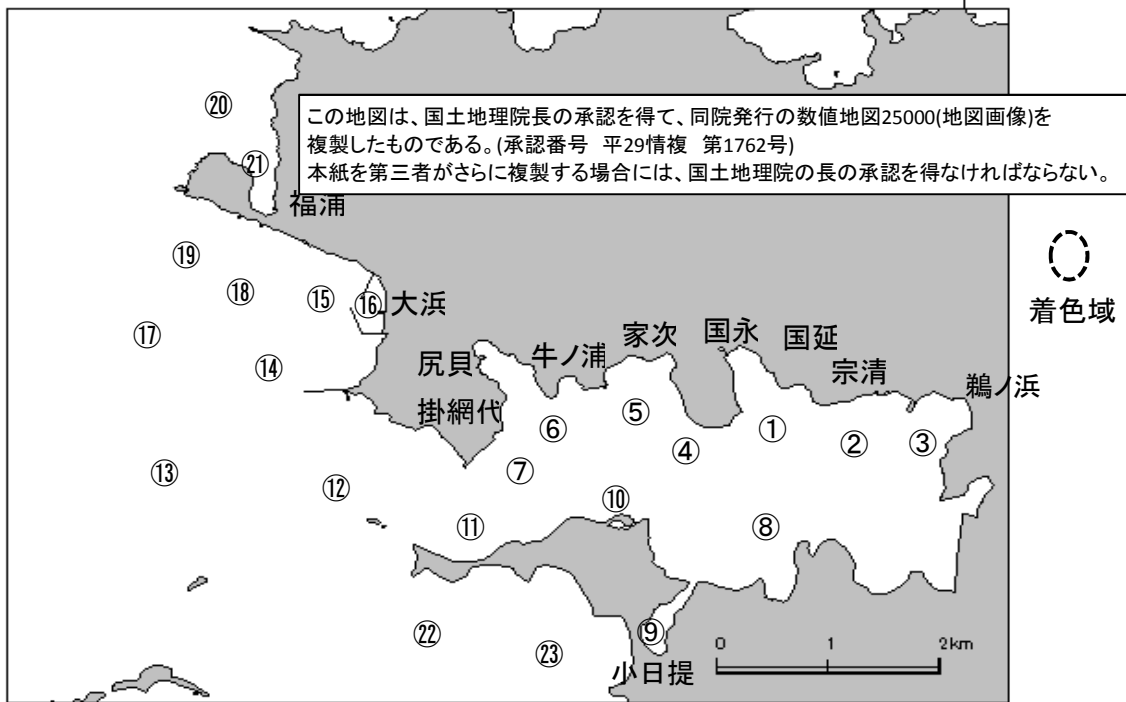 ⑳
この地図は、国土地理院長の承認を得て、同院発行の数値地図25000(地図画像)を
複製したものである。(承認番号 平29情複 第1762号)
本紙を第三者がさらに複製する場合には、国土地理院の長の承認を得なければならない。
㉑
福浦
⑲
⑱
⑮
⑯
大浜
着色域
⑰
⑭
尻貝
牛ノ浦
家次
国永
国延
宗清
鵜ノ浜
掛網代
⑥
⑤
④
①
②
③
⑬
⑫
⑦
⑩
⑪
⑧
㉒
㉓
⑨
小日提
0 1 2km